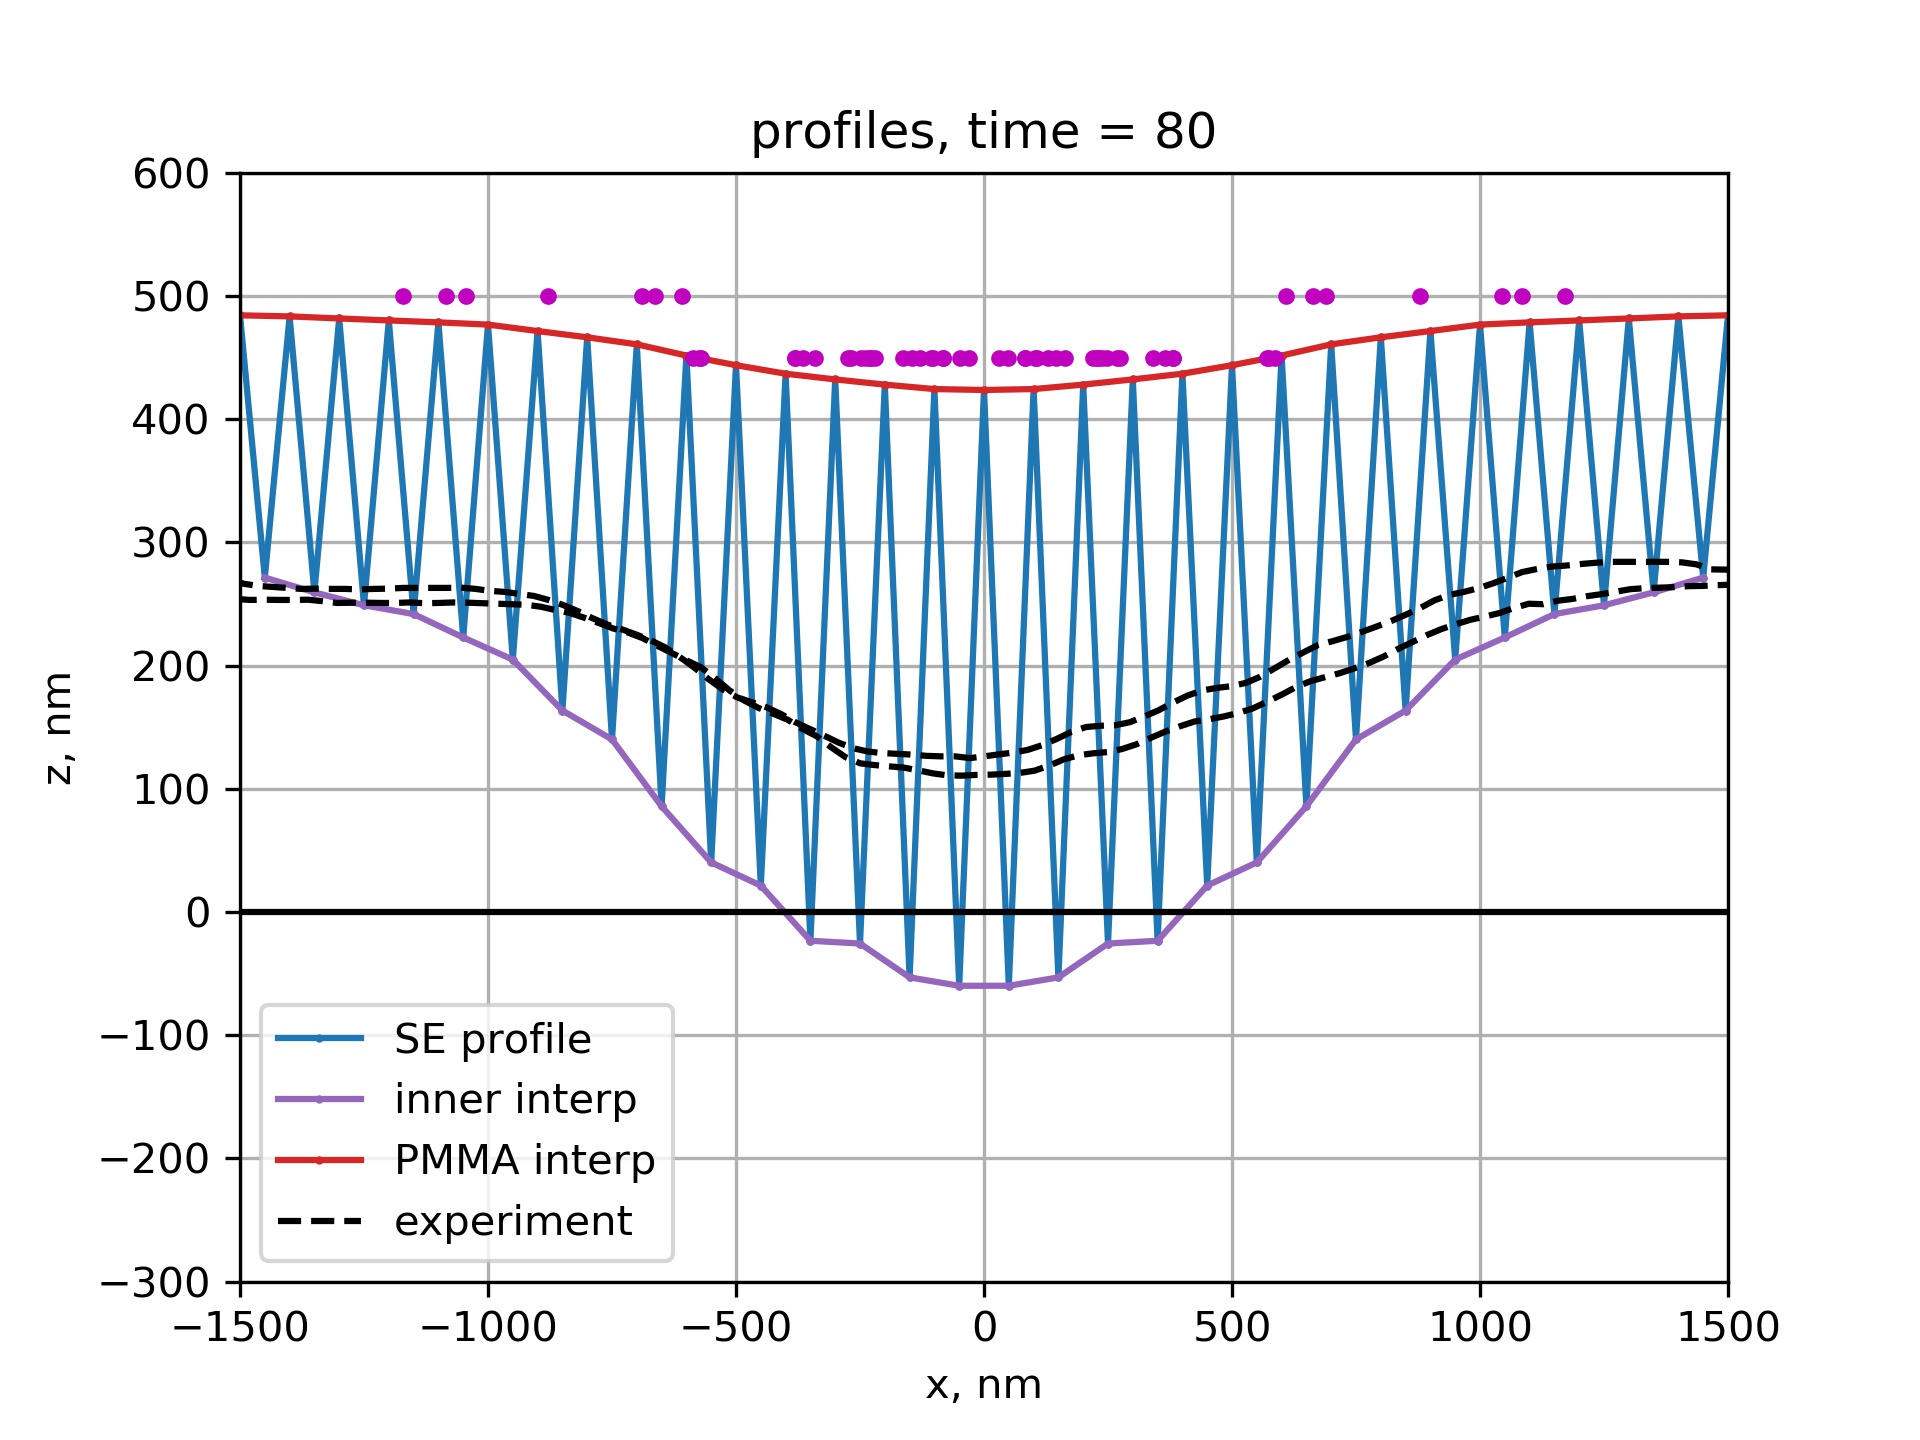 profiles, time = 80
600
500
400
300
200
100
0
−100
−200
−300
z, nm
SE profile
inner interp
PMMA interp
experiment
−1500 −1000 −500 0 500 1000 1500
x, nm